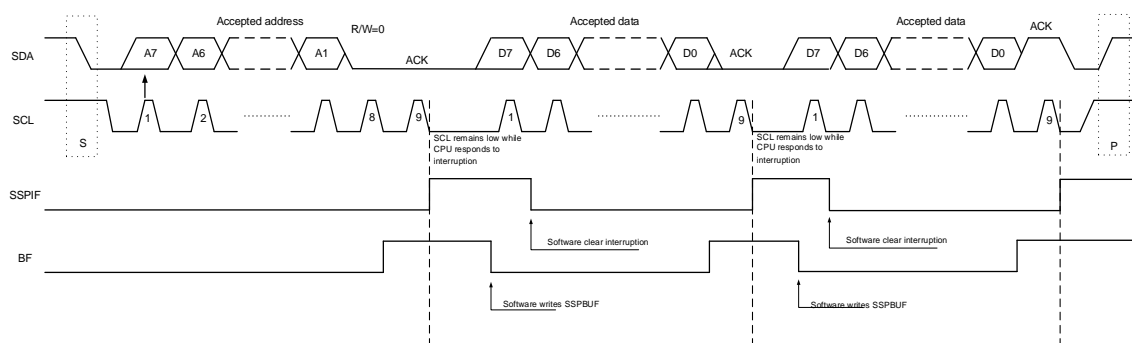 Accepted address
Accepted data
Accepted data
R/W=0
ACK
SDA
A7
A6
A1
ACK
D7
D6
D0
ACK
D7
D6
D0
SCL
1
2
8
9
1
9
1
9
S
SCL remains low while
CPU responds to
interruption
SCL remains low while
CPU responds to
interruption
P
SSPIF
Software clear interruption
Software clear interruption
BF
Software writes SSPBUF
Software writes SSPBUF